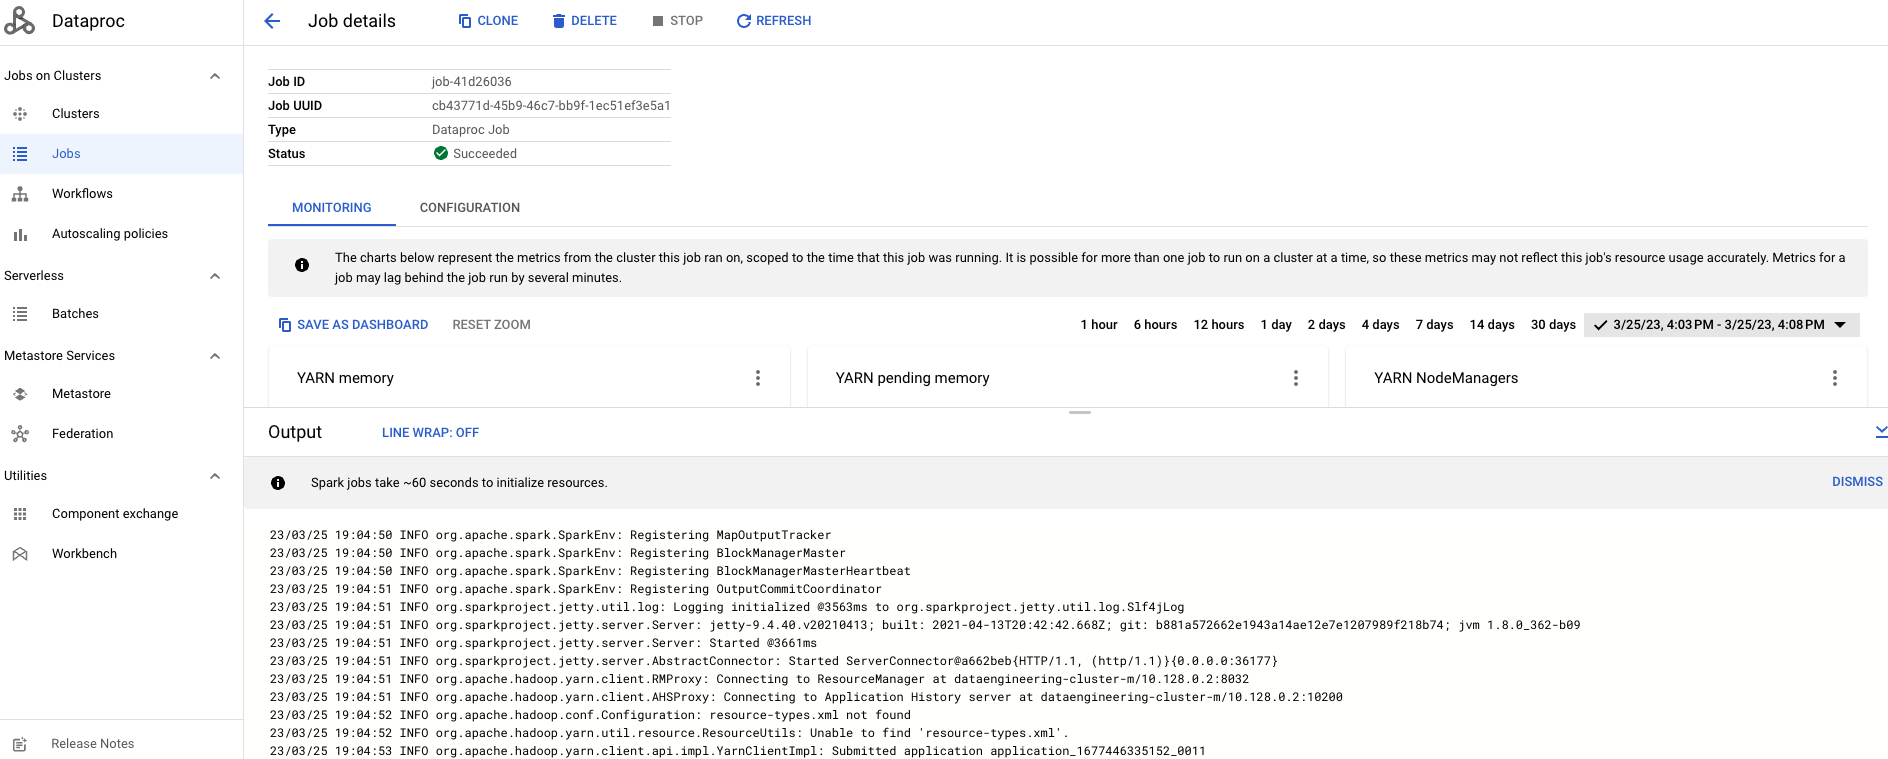 Dataproc
Job details
CLONE
DELETE
STOP
REFRESH
Jobs on Clusters
Clusters
Jobs
Workflows
Autoscaling policies
Serverless
Batches
Metastore Services
Metastore
Federation
Utilities
Component exchange
Workbench
Release Notes
Job ID job-41d26036
Job UUID cb43771d-45b9-46c7-bb9f-1ec51ef3e5a1
Type Dataproc Job
Status Succeeded
MONITORING CONFIGURATION
The charts below represent the metrics from the cluster this job ran on, scoped to the time that this job was running. It is possible for more than one job to run on a cluster at a time, so these metrics may not reflect this job's resource usage accurately. Metrics for a
job may lag behind the job run by several minutes.
SAVE AS DASHBOARD RESET ZOOM 1 hour 6 hours 12 hours 1 day 2 days 4 days 7 days 14 days 30 days 3/25/23, 4:03 PM - 3/25/23, 4:08 PM
YARN memory YARN pending memory YARN NodeManagers
Output LINE WRAP: OFF
Spark jobs take ~60 seconds to initialize resources. DISMISS
23/03/25 19:04:50 INFO org.apache.spark.SparkEnv: Registering MapOutputTracker
23/03/25 19:04:50 INFO org.apache.spark.SparkEnv: Registering BlockManagerMaster
23/03/25 19:04:50 INFO org.apache.spark.SparkEnv: Registering BlockManagerMasterHeartbeat
23/03/25 19:04:51 INFO org.apache.spark.SparkEnv: Registering OutputCommitCoordinator
23/03/25 19:04:51 INFO org.sparkproject.jetty.util.log: Logging initialized @3563ms to org.sparkproject.jetty.util.log.Slf4jLog
23/03/25 19:04:51 INFO org.sparkproject.jetty.server.Server: jetty-9.4.40.v20210413; built: 2021-04-13T20:42:42.668Z; git: b881a572662e1943a14ae12e7e1207989f218b74; jvm 1.8.0_362-b09
23/03/25 19:04:51 INFO org.sparkproject.jetty.server.Server: Started @3661ms
23/03/25 19:04:51 INFO org.sparkproject.jetty.server.AbstractConnector: Started ServerConnector@a662beb{HTTP/1.1, (http/1.1)}{0.0.0.0:36177}
23/03/25 19:04:51 INFO org.apache.hadoop.yarn.client.RMProxy: Connecting to ResourceManager at dataengineering-cluster-m/10.128.0.2:8032
23/03/25 19:04:51 INFO org.apache.hadoop.yarn.client.AHSProxy: Connecting to Application History server at dataengineering-cluster-m/10.128.0.2:10200
23/03/25 19:04:52 INFO org.apache.hadoop.conf.Configuration: resource-types.xml not found
23/03/25 19:04:52 INFO org.apache.hadoop.yarn.util.resource.ResourceUtils: Unable to find 'resource-types.xml'.
23/03/25 19:04:53 INFO org.apache.hadoop.yarn.client.api.impl.YarnClientImpl: Submitted application application_1677446335152_0011